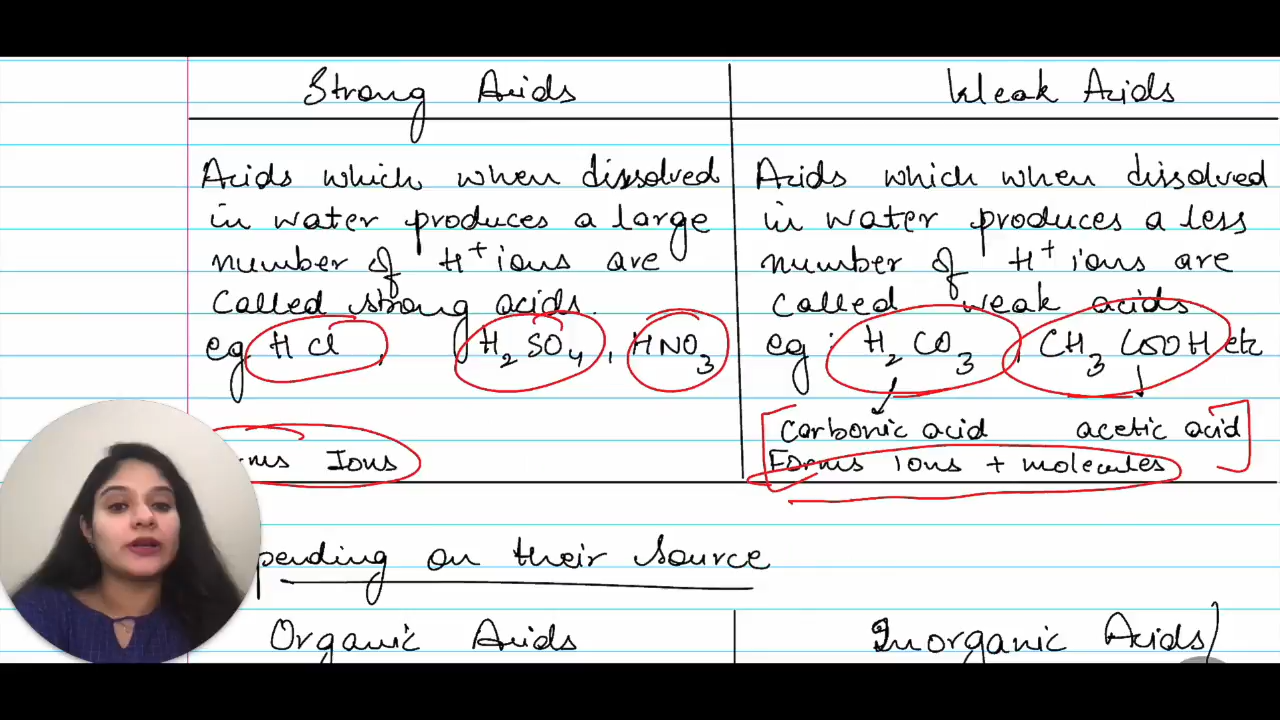 Strong Acids
Acids which when dissolved
in water produces a large
number of H⁺ ions are
called strong acids.
eg HCl, H₂SO₄, HNO₃
Ions
Weak Acids
Acids which when dissolved
in water produces a less
number of H⁺ ions are
called weak acids
eg: H₂CO₃, CH₃COOH etc
Carbonic acid acetic acid
Forms ions + molecules
on their source
Organic Acids
Inorganic Acids